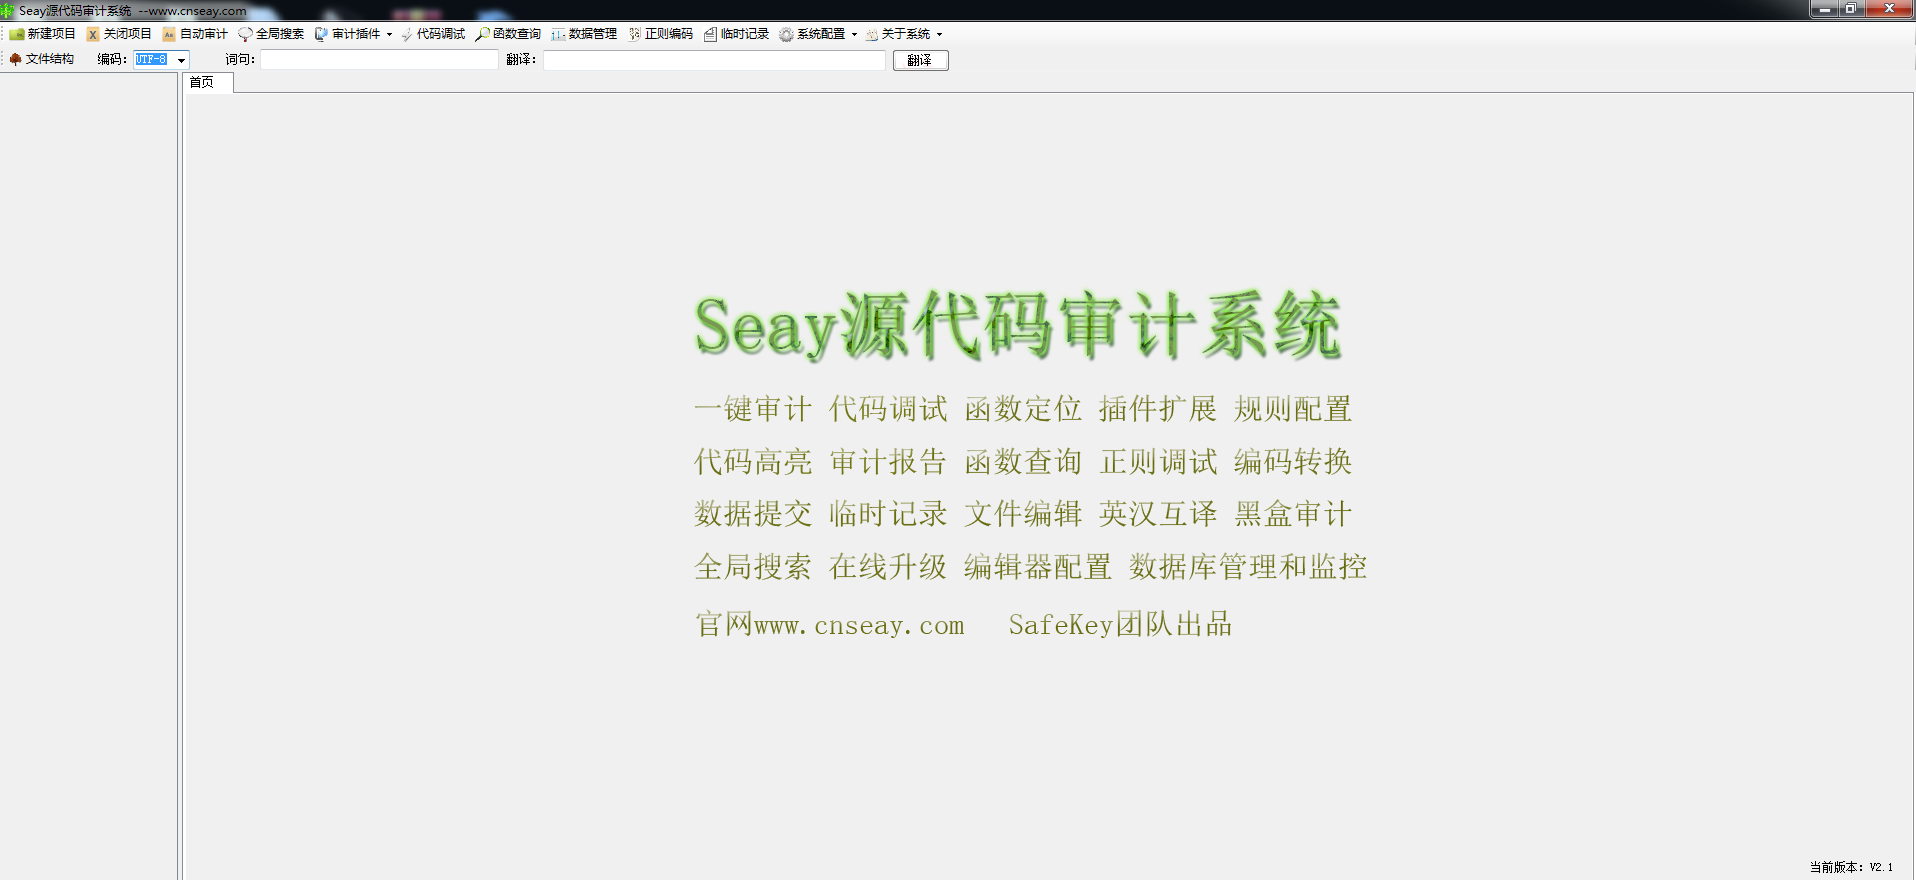 Seay源代码审计系统 --www.cnseay.com
新建项目 关闭项目 自动审计 全局搜索 审计插件 代码调试 函数查询 数据管理 正则编码 临时记录 系统配置 关于系统
文件结构 编码： UTF-8 词句： 翻译： 翻译
首页
Seay源代码审计系统
一键审计 代码调试 函数定位 插件扩展 规则配置
代码高亮 审计报告 函数查询 正则调试 编码转换
数据提交 临时记录 文件编辑 英汉互译 黑盒审计
全局搜索 在线升级 编辑器配置 数据库管理和监控
官网www.cnseay.com SafeKey团队出品
当前版本：V2.1